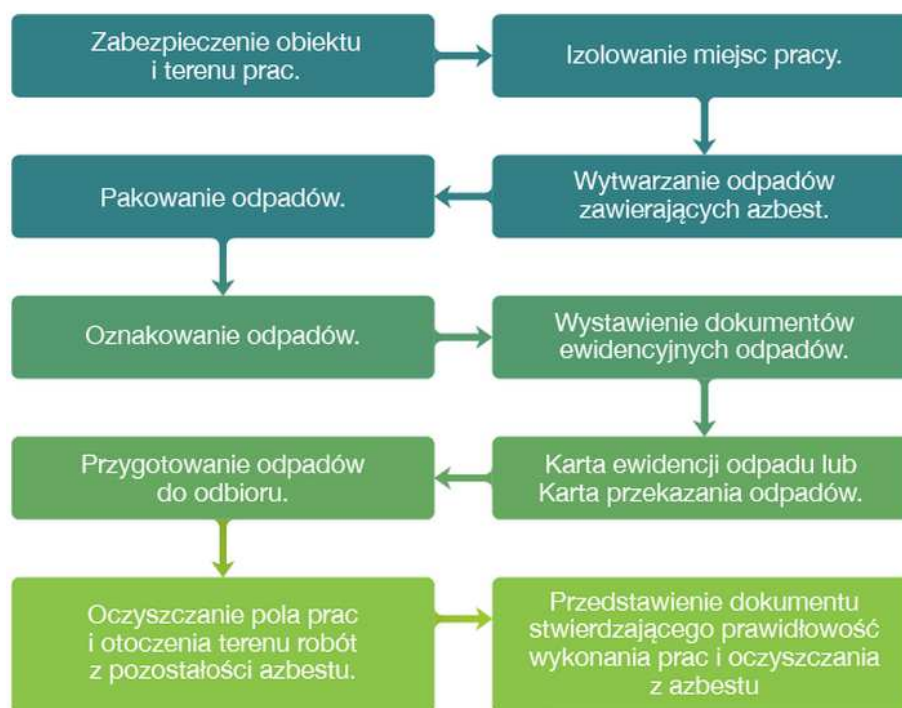 Zabezpieczenie obiektu
i terenu prac.
Izolowanie miejsc pracy.
Wytwarzanie odpadów
zawierających azbest.
Pakowanie odpadów.
Oznakowanie odpadów.
Wystawienie dokumentów
ewidencyjnych odpadów.
Karta ewidencji odpadu lub
Karta przekazania odpadów.
Przygotowanie odpadów
do odbioru.
Oczyszczanie pola prac
i otoczenia terenu robót
z pozostałości azbestu.
Przedstawienie dokumentu
stwierdzającego prawidłowość
wykonania prac i oczyszczania
z azbestu